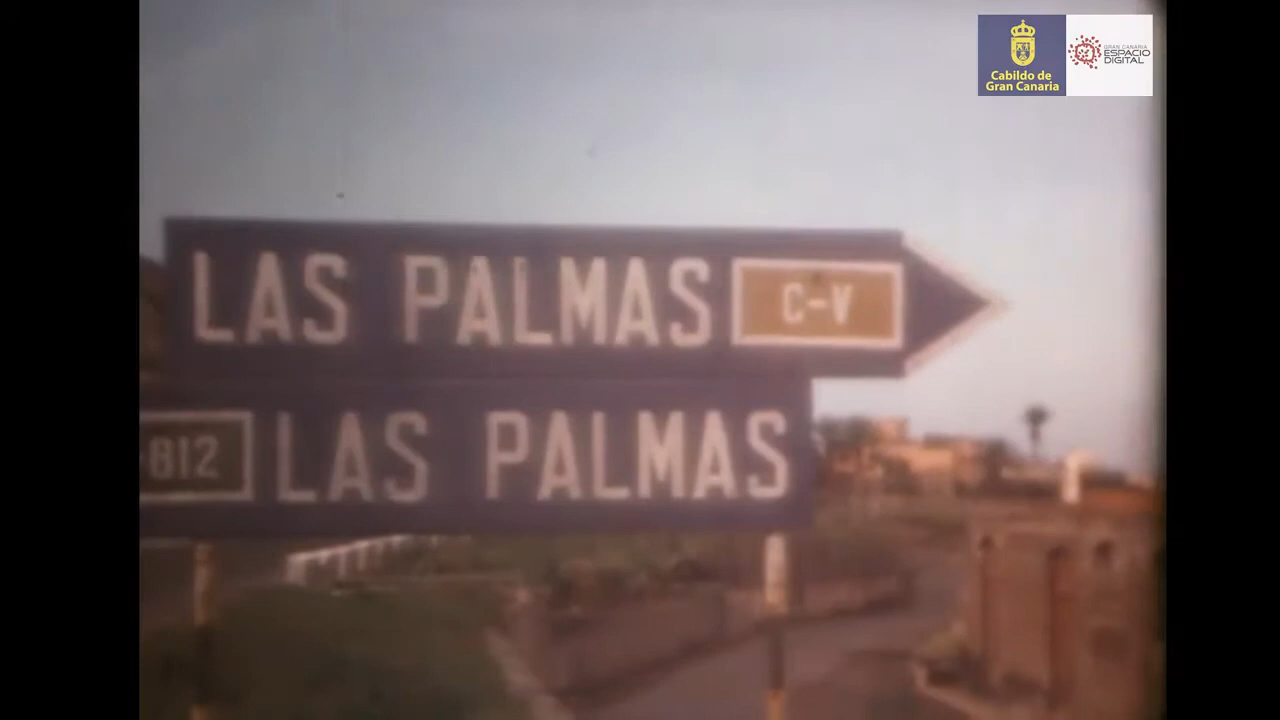 Cabildo de
Gran Canaria
GRAN CANARIA
ESPACIO
DIGITAL
LAS PALMAS C-V
-812 LAS PALMAS